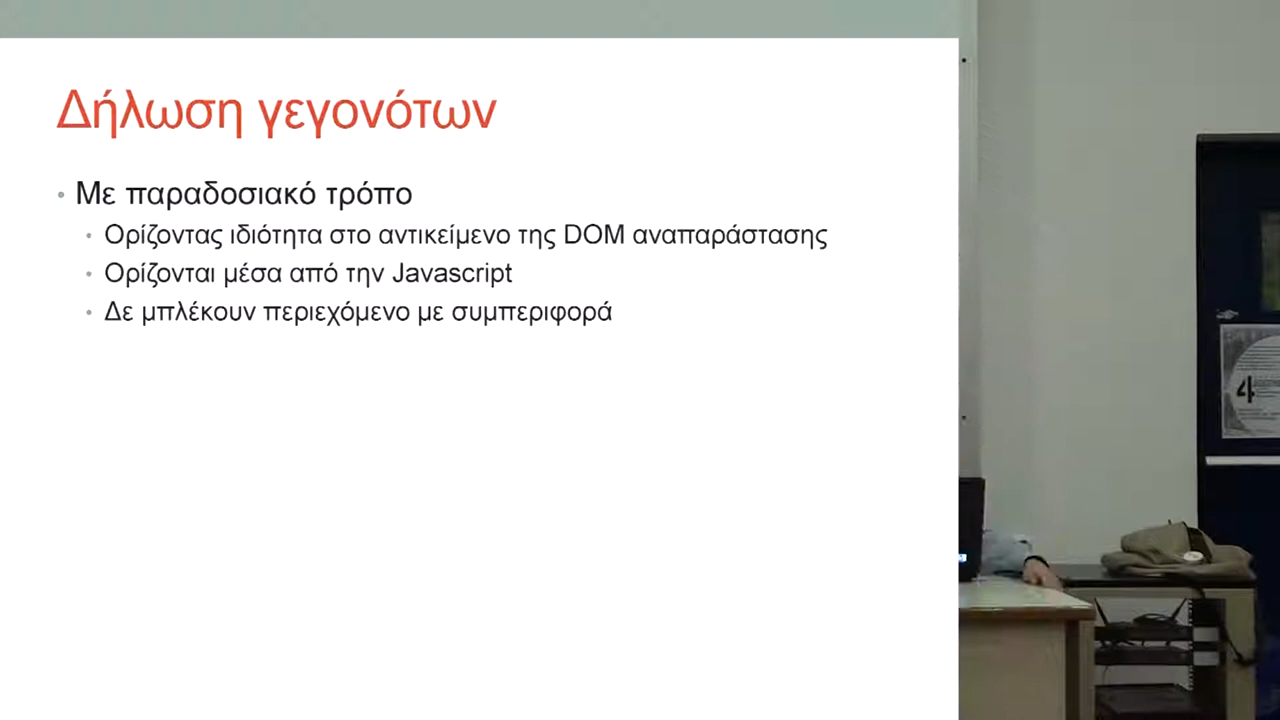 Δήλωση γεγονότων
• Με παραδοσιακό τρόπο
• Ορίζοντας ιδιότητα στο αντικείμενο της DOM αναπαράστασης
• Ορίζονται μέσα από την Javascript
• Δε μπλέκουν περιεχόμενο με συμπεριφορά
4